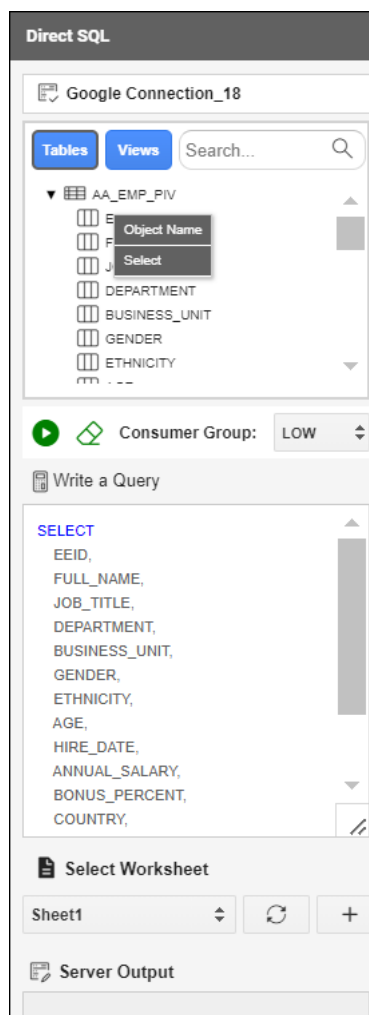 Direct SQL
Google Connection_18
Tables Views Search...
AA_EMP_PIV
E
Object Name
F
J
Select
DEPARTMENT
BUSINESS_UNIT
GENDER
ETHNICITY
Consumer Group: LOW
Write a Query
SELECT
EEID,
FULL_NAME,
JOB_TITLE,
DEPARTMENT,
BUSINESS_UNIT,
GENDER,
ETHNICITY,
AGE,
HIRE_DATE,
ANNUAL_SALARY,
BONUS_PERCENT,
COUNTRY,
Select Worksheet
Sheet1
Server Output